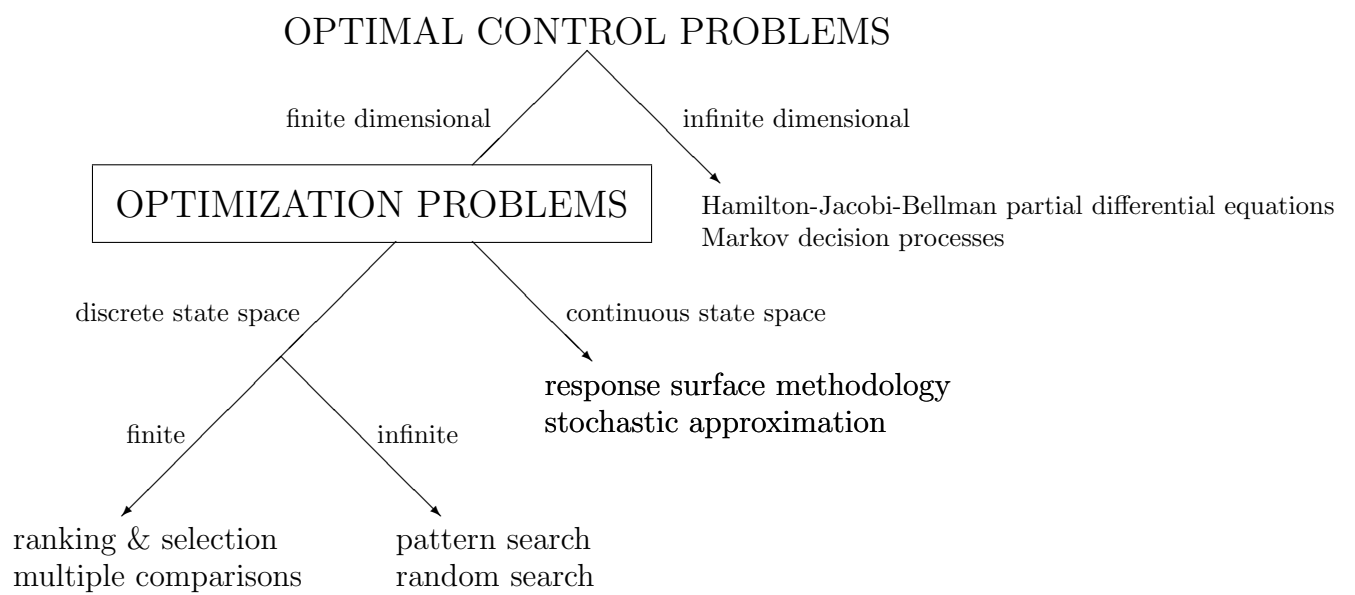 OPTIMAL CONTROL PROBLEMS
finite dimensional
infinite dimensional
OPTIMIZATION PROBLEMS
Hamilton-Jacobi-Bellman partial differential equations
Markov decision processes
discrete state space
continuous state space
response surface methodology
stochastic approximation
finite
infinite
ranking & selection
multiple comparisons
pattern search
random search